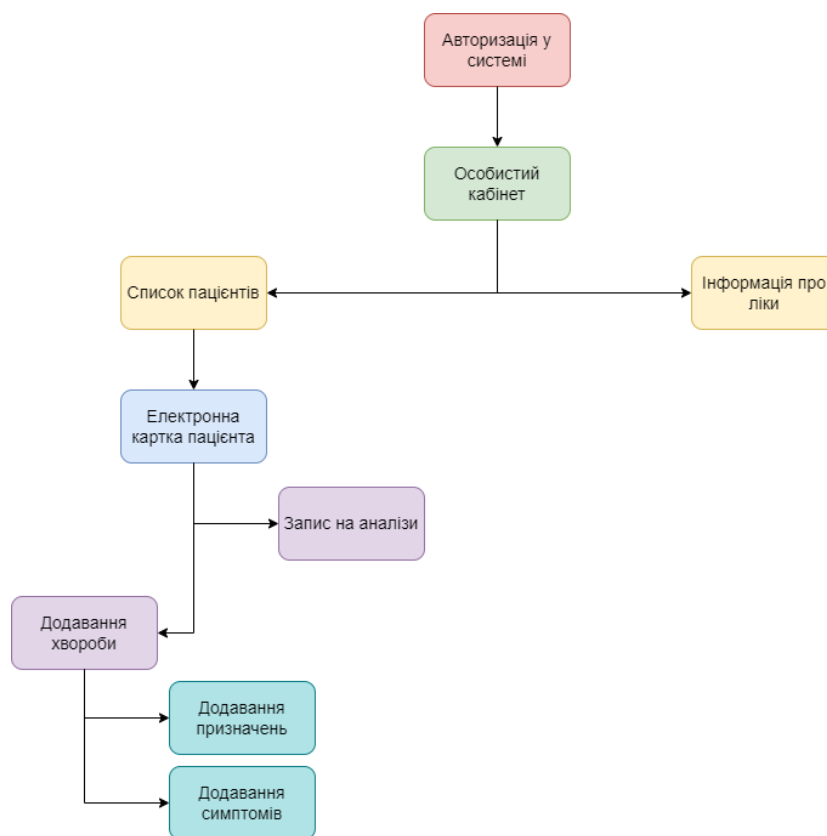 Авторизація у
системі
Особистий
кабінет
Список пацієнтів
Інформація про
ліки
Електронна
картка пацієнта
Запис на аналізи
Додавання
хвороби
Додавання
призначень
Додавання
симптомів